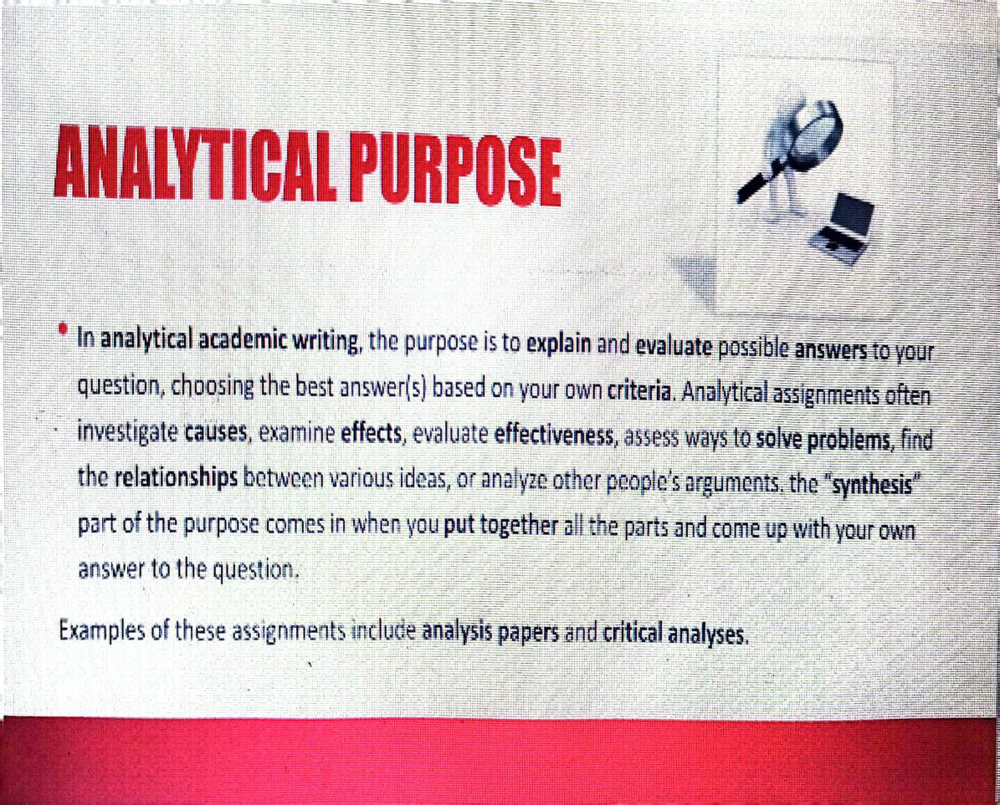 ANALYTICAL PURPOSE
• In analytical academic writing, the purpose is to explain and evaluate possible answers to your
question, choosing the best answer(s) based on your own criteria. Analytical assignments often
investigate causes, examine effects, evaluate effectiveness, assess ways to solve problems, find
the relationships between various ideas, or analyze other people's arguments. the "synthesis"
part of the purpose comes in when you put together all the parts and come up with your own
answer to the question.
Examples of these assignments include analysis papers and critical analyses.